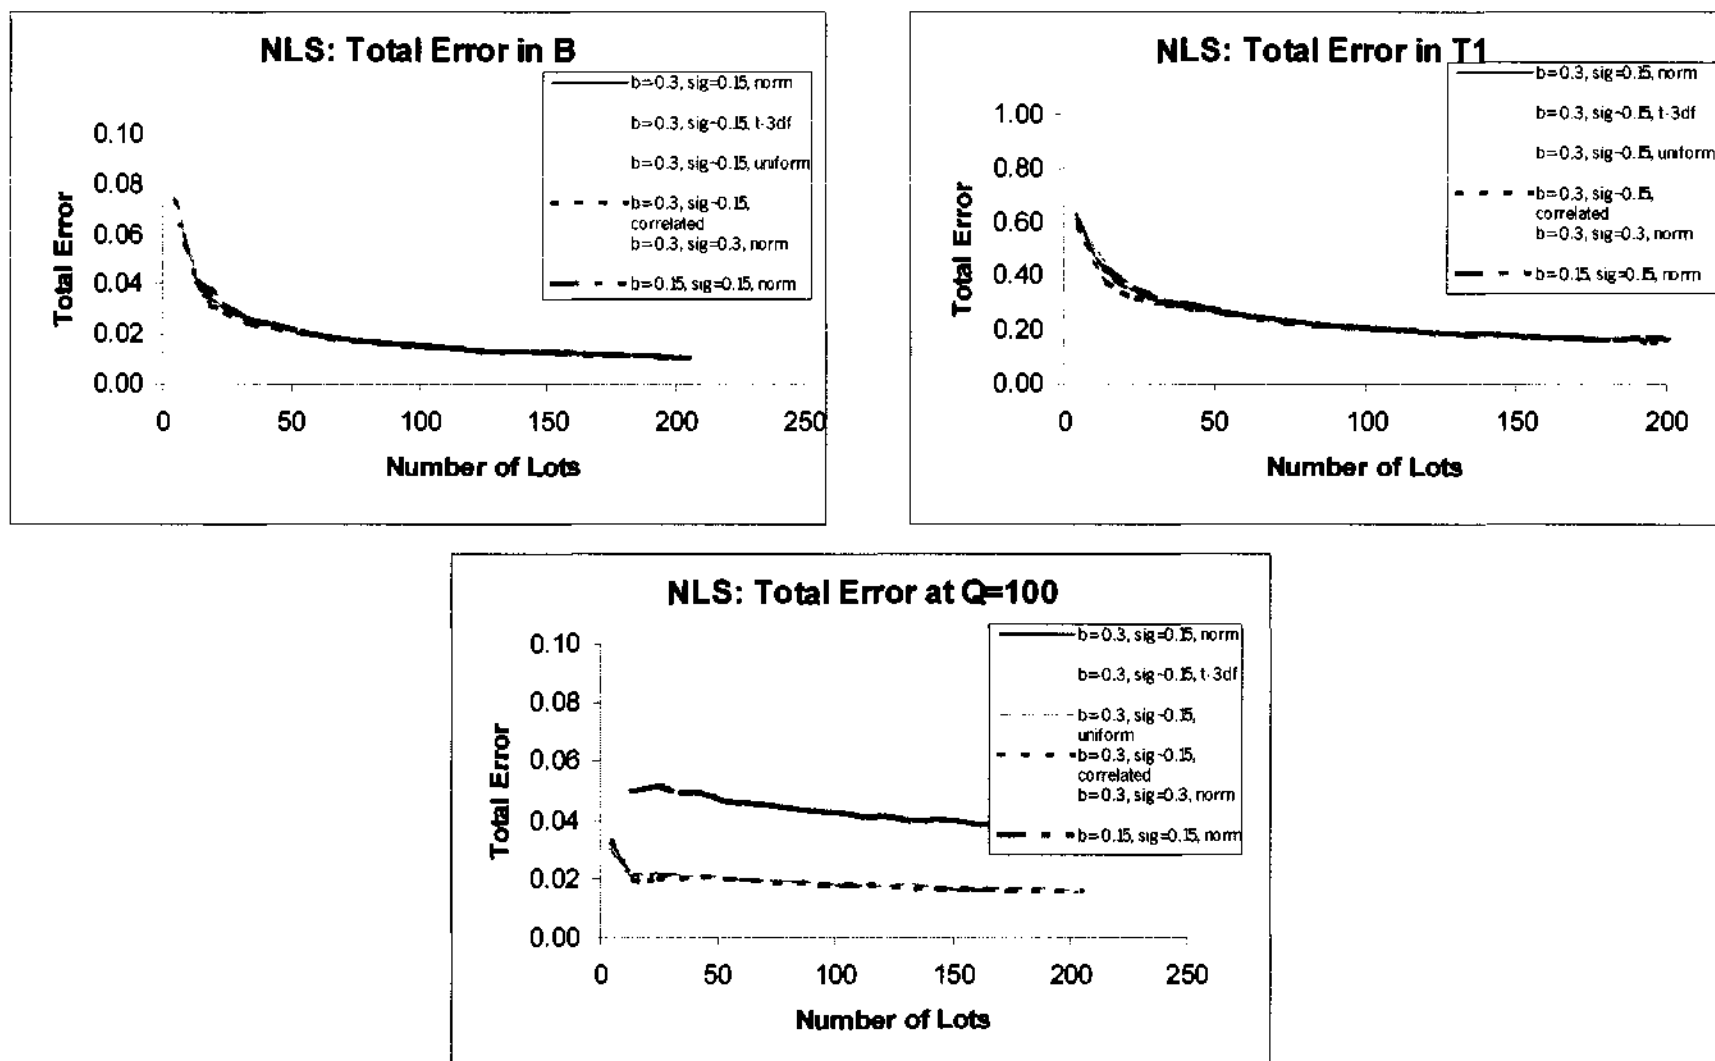 NLS: Total Error in B
b=0.3, sig=0.15, norm
b=0.3, sig~0.15, t-3df
b=0.3, sig~0.15, uniform
b=0.3, sig~0.15,
correlated
b=0.3, sig=0.3, norm
b=0.15, sig=0.15, norm
Total Error
0.10
0.08
0.06
0.04
0.02
0.00
0 50 100 150 200 250
Number of Lots
NLS: Total Error in T1
b=0.3, sig=0.15, norm
b=0.3, sig~0.15, t-3df
b=0.3, sig~0.15, uniform
b=0.3, sig~0.15,
correlated
b=0.3, sig=0.3, norm
b=0.15, sig=0.15, norm
Total Error
1.00
0.80
0.60
0.40
0.20
0.00
0 50 100 150 200
Number of Lots
NLS: Total Error at Q=100
b=0.3, sig=0.15, norm
b=0.3, sig~0.15, t-3df
b=0.3, sig~0.15,
uniform
b=0.3, sig~0.15,
correlated
b=0.3, sig=0.3, norm
b=0.15, sig=0.15, norm
Total Error
0.10
0.08
0.06
0.04
0.02
0.00
0 50 100 150 200 250
Number of Lots